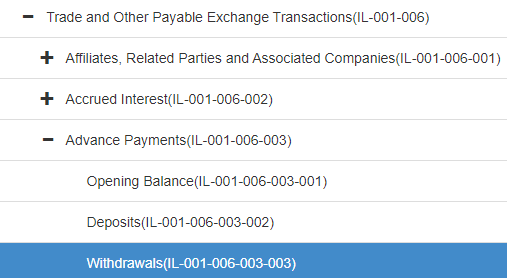 Trade and Other Payable Exchange Transactions(IL-001-006)
Affiliates, Related Parties and Associated Companies(IL-001-006-001)
Accrued Interest(IL-001-006-002)
Advance Payments(IL-001-006-003)
Opening Balance(IL-001-006-003-001)
Deposits(IL-001-006-003-002)
Withdrawals(IL-001-006-003-003)